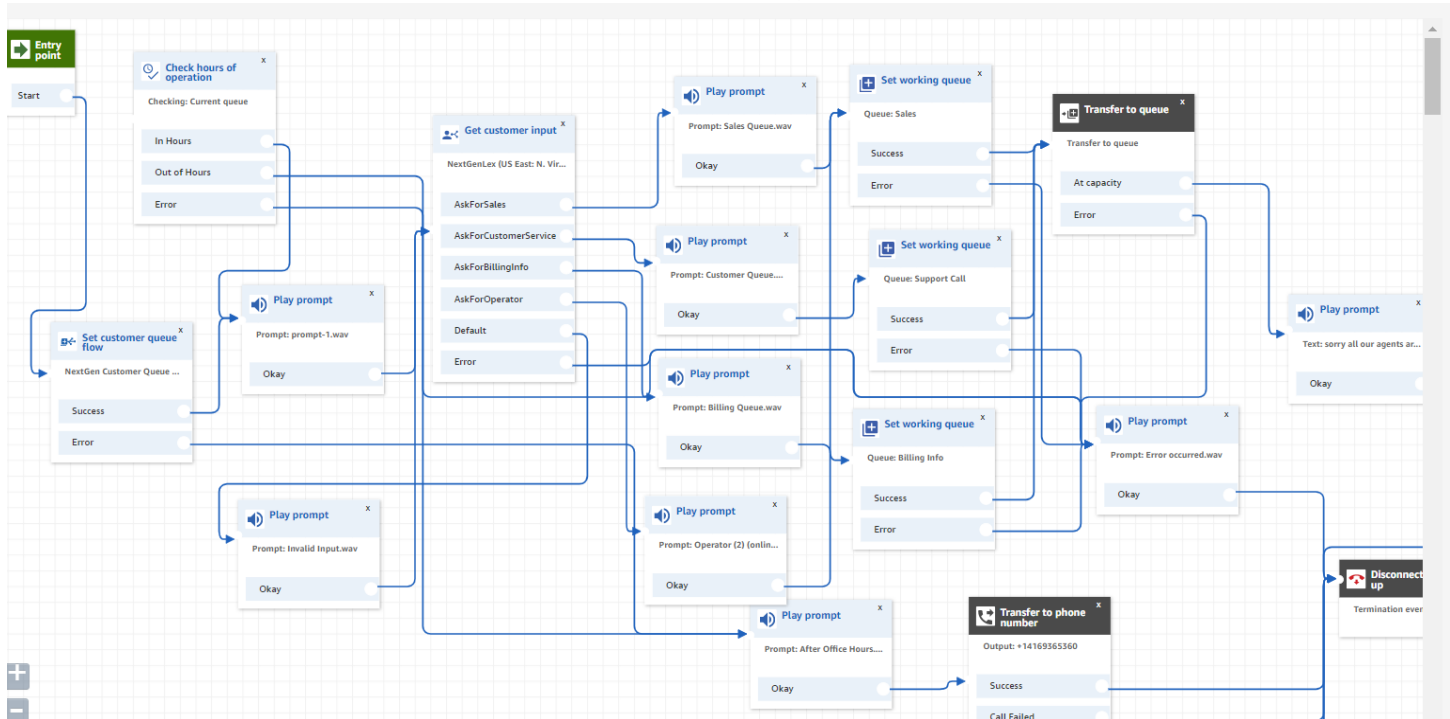 Entry
point
Start
x
Check hours of
operation
Checking: Current queue
In Hours
Out of Hours
Error
x
Set customer queue
flow
NextGen Customer Queue ...
Success
Error
x
Play prompt
Prompt: prompt-1.wav
Okay
x
Play prompt
Prompt: Invalid Input.wav
Okay
x
Get customer input
NextGenLex (US East: N. Vir...
AskForSales
AskForCustomerService
AskForBillingInfo
AskForOperator
Default
Error
x
Play prompt
Prompt: Sales Queue.wav
Okay
x
Play prompt
Prompt: Customer Queue....
Okay
x
Play prompt
Prompt: Billing Queue.wav
Okay
x
Play prompt
Prompt: Operator (2) (onlin...
Okay
x
Play prompt
Prompt: After Office Hours....
Okay
x
Set working queue
Queue: Sales
Success
Error
x
Set working queue
Queue: Support Call
Success
Error
x
Set working queue
Queue: Billing Info
Success
Error
x
Transfer to queue
Transfer to queue
At capacity
Error
x
Play prompt
Prompt: Error occurred.wav
Okay
x
Transfer to phone
number
Output: +14169365360
Success
Call Failed
x
Play prompt
Text: sorry all our agents ar...
Okay
Disconnect
up
Termination ever